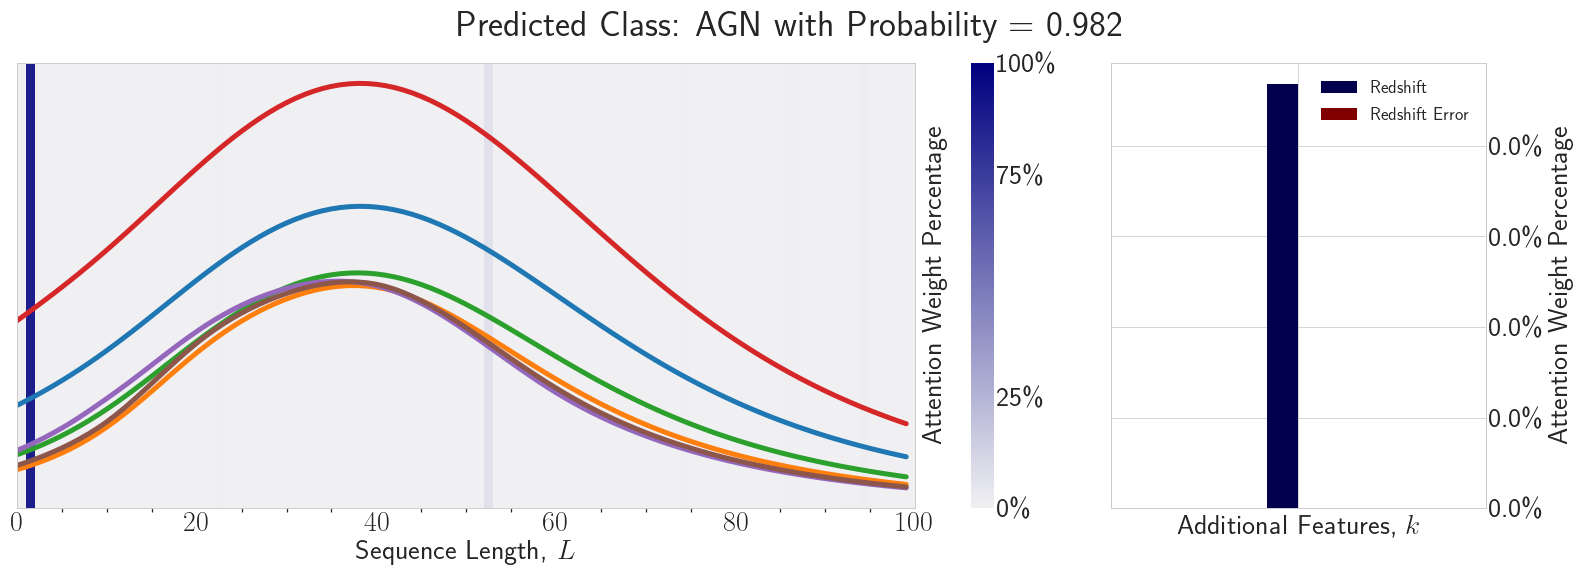 Predicted Class: AGN with Probability = 0.982
100%
75%
25%
0%
Attention Weight Percentage
0
20
40
60
80
100
Sequence Length, L
Redshift
Redshift Error
0.0%
0.0%
0.0%
0.0%
0.0%
Attention Weight Percentage
Additional Features, k